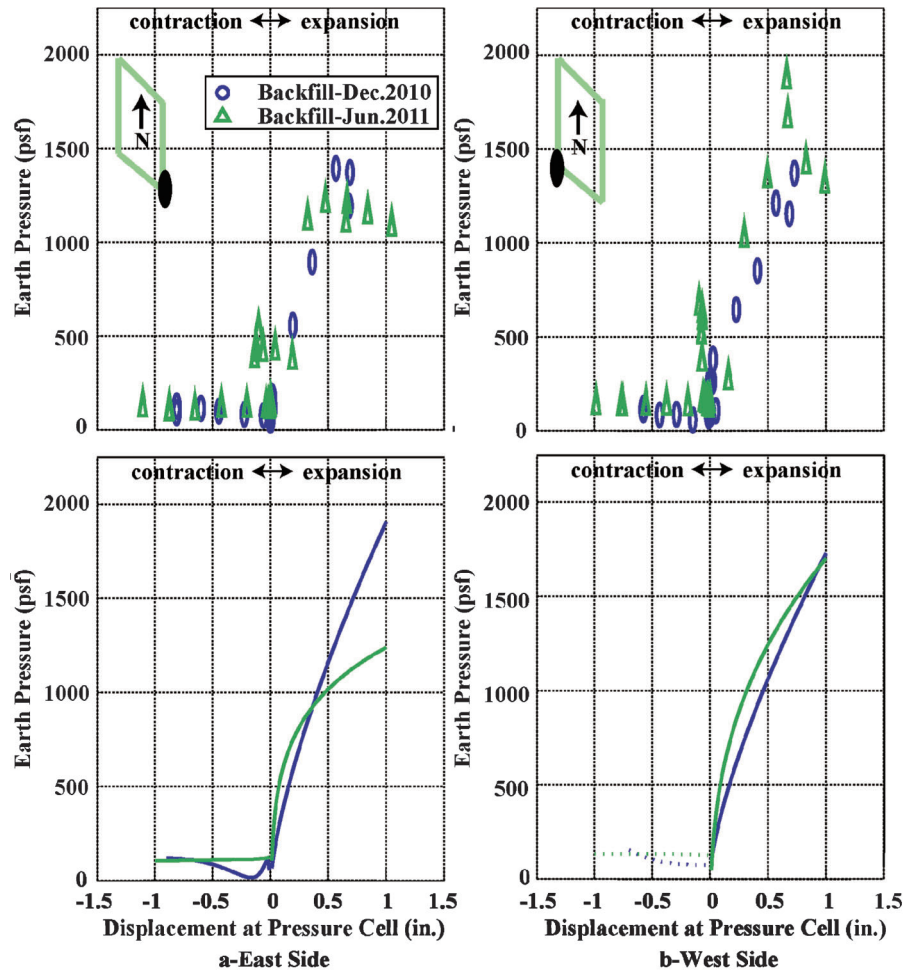 contraction ↔ expansion
contraction ↔ expansion
2000
1500
1000
500
0
Earth Pressure (psf)
N
Backfill-Dec.2010
Backfill-Jun.2011
2000
1500
1000
500
0
Earth Pressure (psf)
N
contraction ↔ expansion
contraction ↔ expansion
2000
1500
1000
500
0
Earth Pressure (psf)
-1.5 -1 -0.5 0 0.5 1 1.5
Displacement at Pressure Cell (in.)
a-East Side
2000
1500
1000
500
0
Earth Pressure (psf)
-1.5 -1 -0.5 0 0.5 1 1.5
Displacement at Pressure Cell (in.)
b-West Side